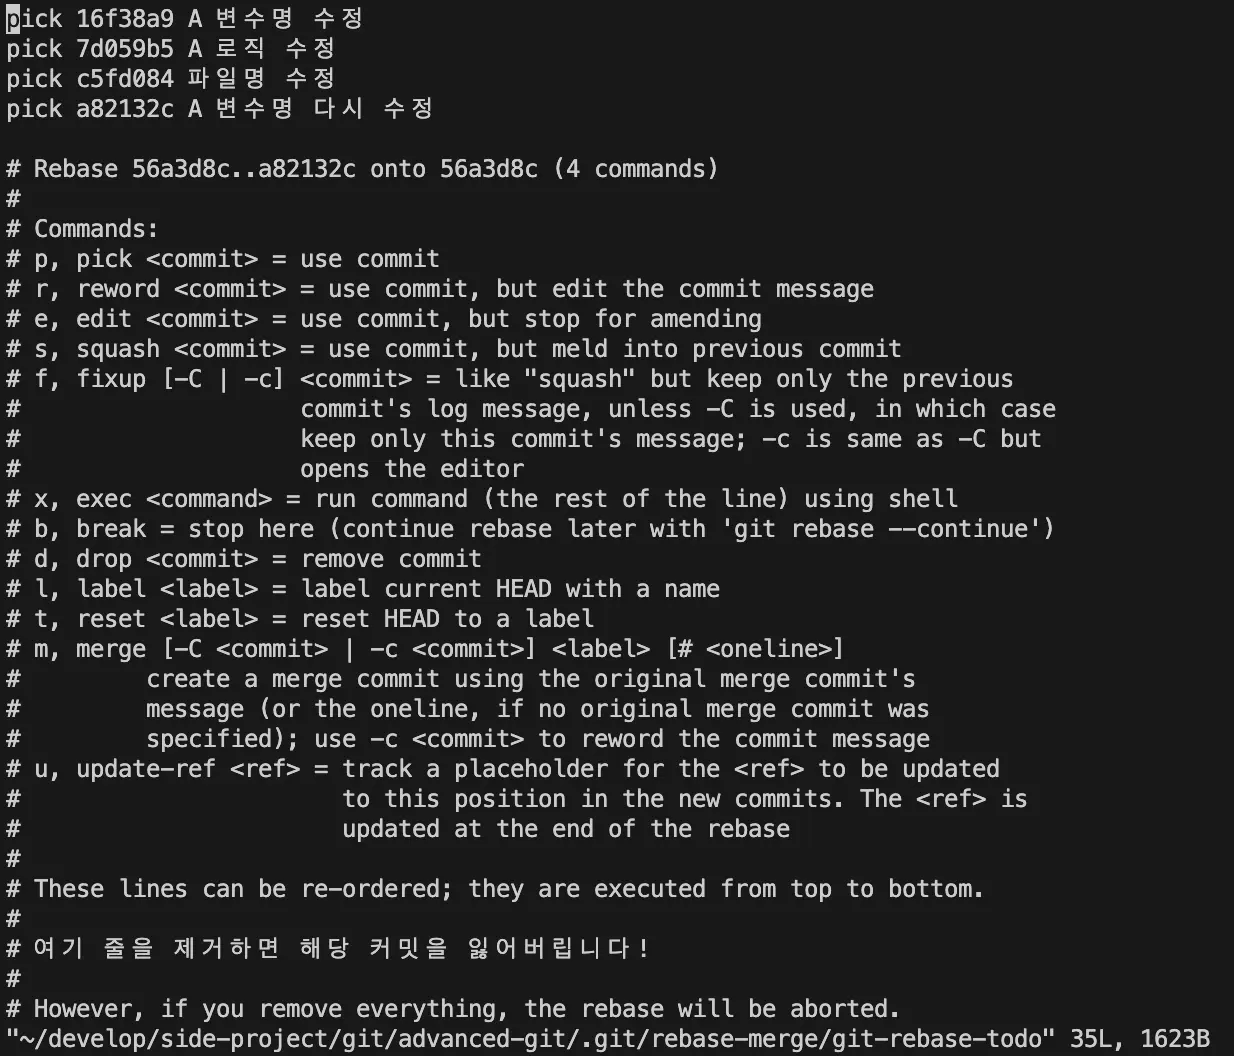 pick 16f38a9 A 변수명 수정
pick 7d059b5 A 로직 수정
pick c5fd084 파일명 수정
pick a82132c A 변수명 다시 수정

# Rebase 56a3d8c..a82132c onto 56a3d8c (4 commands)
#
# Commands:
# p, pick <commit> = use commit
# r, reword <commit> = use commit, but edit the commit message
# e, edit <commit> = use commit, but stop for amending
# s, squash <commit> = use commit, but meld into previous commit
# f, fixup [-C | -c] <commit> = like "squash" but keep only the previous
#                    commit's log message, unless -C is used, in which case
#                    keep only this commit's message; -c is same as -C but
#                    opens the editor
# x, exec <command> = run command (the rest of the line) using shell
# b, break = stop here (continue rebase later with 'git rebase --continue')
# d, drop <commit> = remove commit
# l, label <label> = label current HEAD with a name
# t, reset <label> = reset HEAD to a label
# m, merge [-C <commit> | -c <commit>] <label> [# <oneline>]
#         create a merge commit using the original merge commit's
#         message (or the oneline, if no original merge commit was
#         specified); use -c <commit> to reword the commit message
# u, update-ref <ref> = track a placeholder for the <ref> to be updated
#                       to this position in the new commits. The <ref> is
#                       updated at the end of the rebase
#
# These lines can be re-ordered; they are executed from top to bottom.
#
# 여기 줄을 제거하면 해당 커밋을 잃어버립니다!
#
# However, if you remove everything, the rebase will be aborted.
"~/develop/side-project/git/advanced-git/.git/rebase-merge/git-rebase-todo" 35L, 1623B